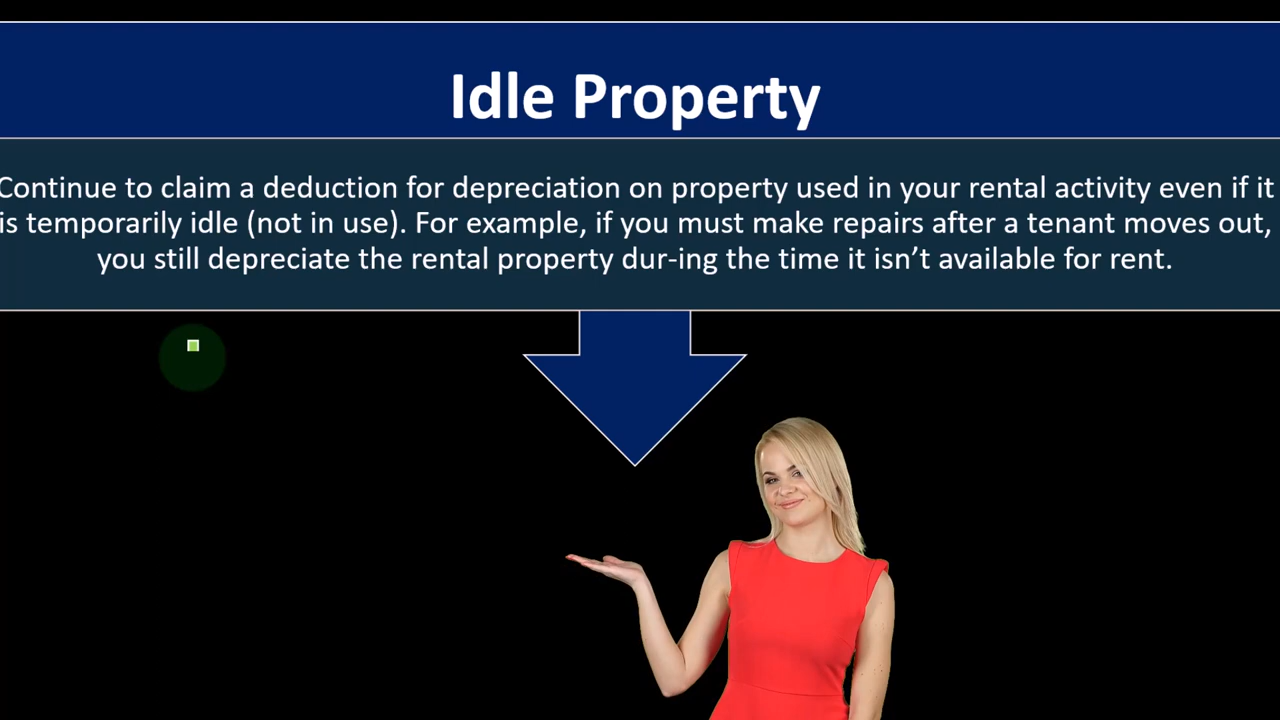 Idle Property
Continue to claim a deduction for depreciation on property used in your rental activity even if it
is temporarily idle (not in use). For example, if you must make repairs after a tenant moves out,
you still depreciate the rental property dur-ing the time it isn’t available for rent.